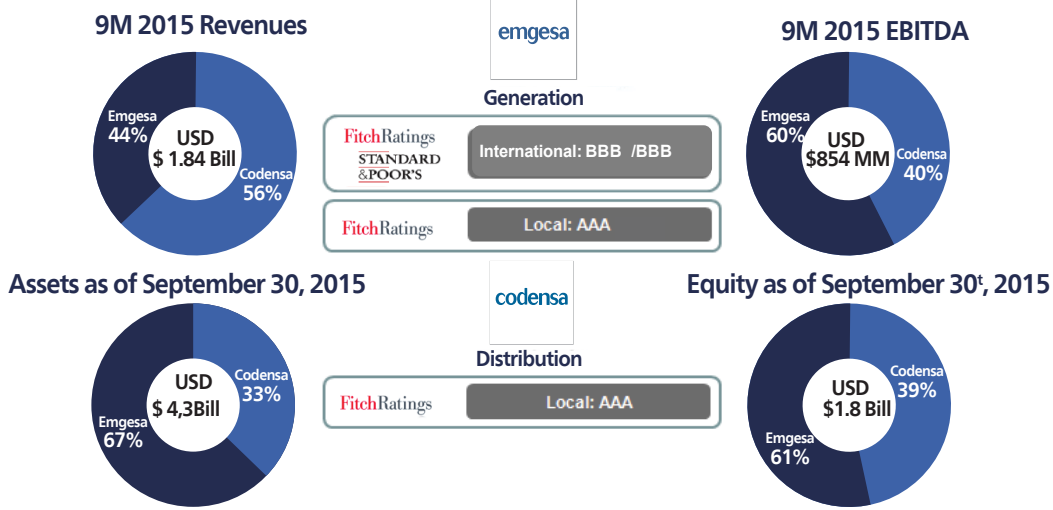 9M 2015 Revenues
Emgesa
44%
USD
$ 1.84 Bill
Codensa
56%
emgesa
Generation
FitchRatings
STANDARD
&POOR'S
International: BBB /BBB
FitchRatings
Local: AAA
9M 2015 EBITDA
Emgesa
60%
USD
$854 MM
Codensa
40%
Assets as of September 30, 2015
USD
$ 4,3Bill
Codensa
33%
Emgesa
67%
codensa
Distribution
FitchRatings
Local: AAA
Equity as of September 30ᵗ, 2015
USD
$1.8 Bill
Codensa
39%
Emgesa
61%